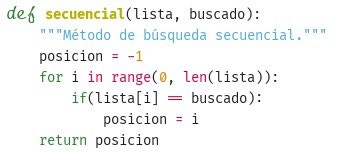 def secuencial(lista, buscado):
    """Método de búsqueda secuencial."""
    posicion = -1
    for i in range(0, len(lista)):
        if(lista[i] == buscado):
            posicion = i
    return posicion